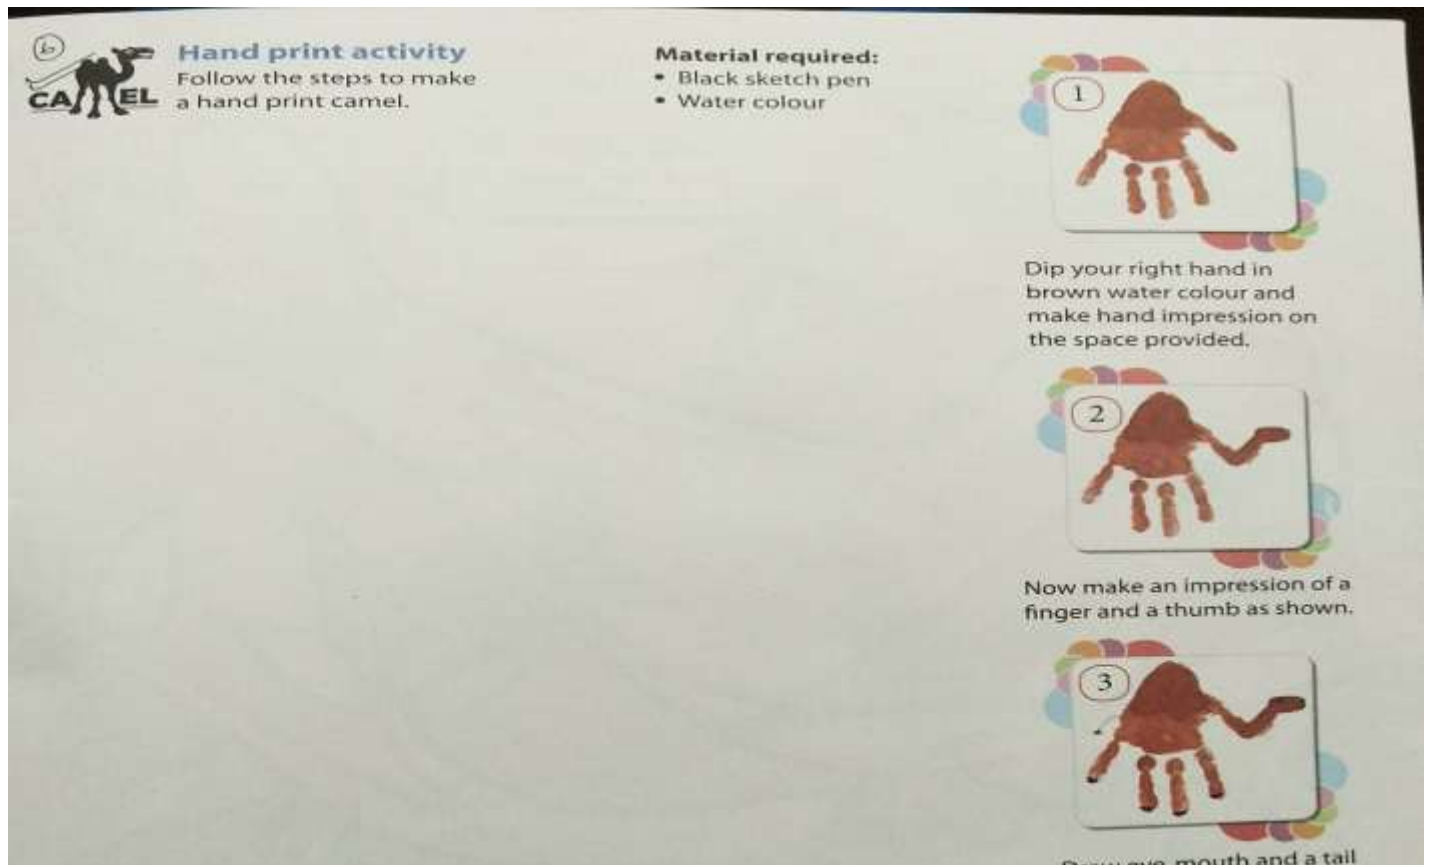 6
CAMEL
Hand print activity
Follow the steps to make
a hand print camel.
Material required:
• Black sketch pen
• Water colour
1
Dip your right hand in
brown water colour and
make hand impression on
the space provided.
2
Now make an impression of a
finger and a thumb as shown.
3
Draw eye, mouth and a tail